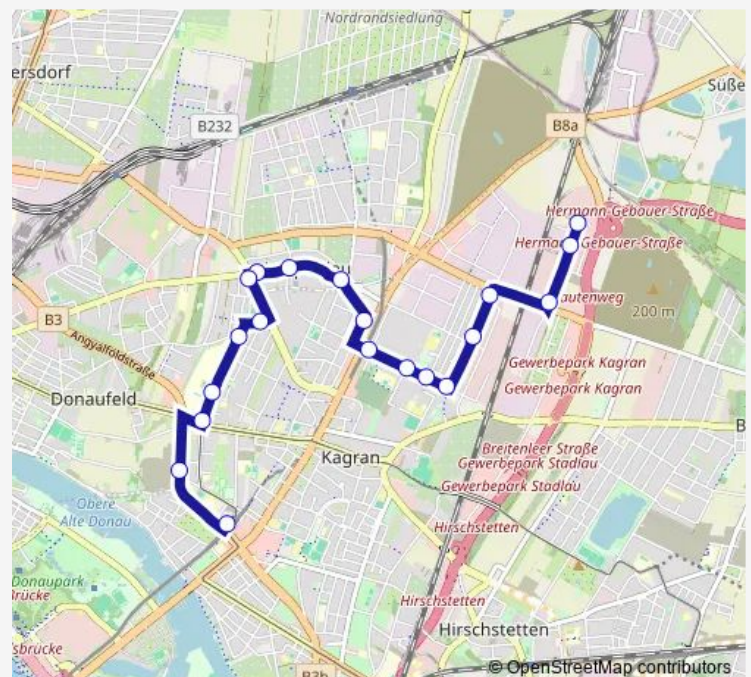 Nordrandsiedlung
ersdorf
Süße
B232
B8a
Hermann-Gebauer-Straße
Gebauer-Straße
B3
autenweg
200 m
Angyalföldstraße
Gewerbepark Kagran
Gewerbepark Kagran
Donaufeld
B
Breitenleer Straße
Kagran
Gewerbepark Stadlau
Gewerbepark Stadlau
Obere
Alte Donau
Hirschstetten
Donaupark
Brücke
Hirschstetten
Hirschstetten
sbrücke
B3b
© OpenStreetMap contributors